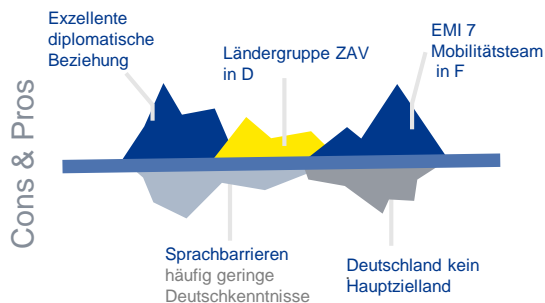 Exzellente
diplomatische
Beziehung
Ländergruppe ZAV
in D
EMI 7
Mobilitätsteam
in F
Cons & Pros
Sprachbarrieren
häufig geringe
Deutschkenntnisse
Deutschland kein
Hauptzielland